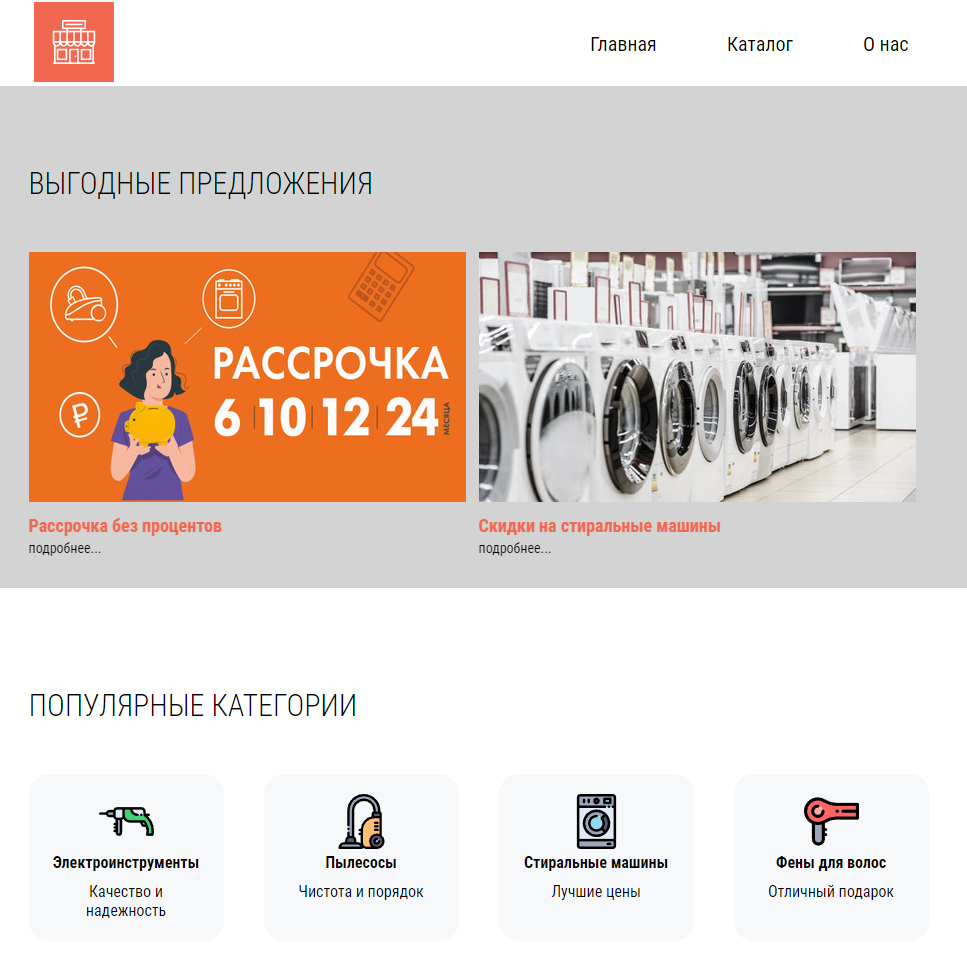 Главная Каталог О нас
ВЫГОДНЫЕ ПРЕДЛОЖЕНИЯ
РАССРОЧКА
6 | 10 | 12 | 24 МЕСЯЦА
Рассрочка без процентов
подробнее...
Скидки на стиральные машины
подробнее...
ПОПУЛЯРНЫЕ КАТЕГОРИИ
Электроинструменты
Качество и
надежность
Пылесосы
Чистота и порядок
Стиральные машины
Лучшие цены
Фены для волос
Отличный подарок